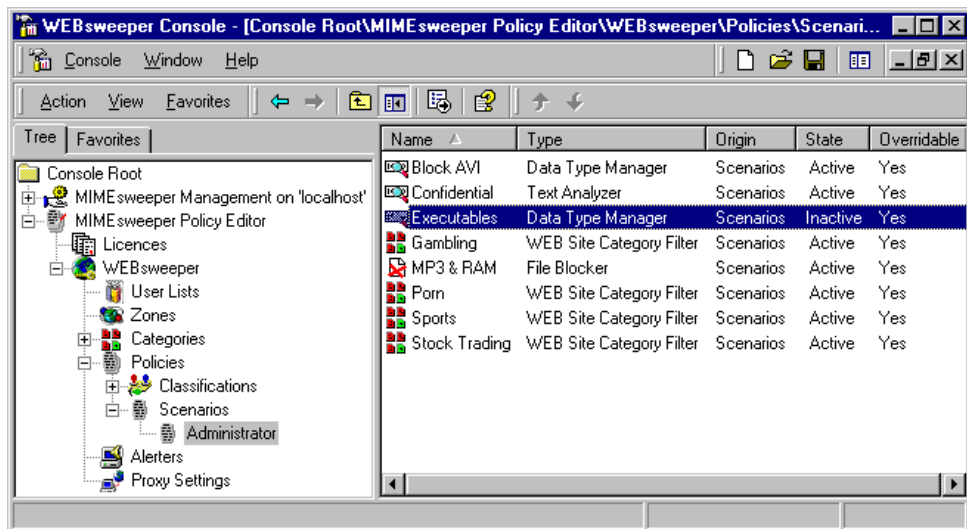 WEBsweeper Console - [Console Root\MIMEsweeper Policy Editor\WEBsweeper\Policies\Scenari...
Console Window Help
Action View Favorites
Tree Favorites
Console Root
MIMEsweeper Management on 'localhost'
MIMEsweeper Policy Editor
Licences
WEBsweeper
User Lists
Zones
Categories
Policies
Classifications
Scenarios
Administrator
Alerters
Proxy Settings
Name Type Origin State Overridable
Block AVI Data Type Manager Scenarios Active Yes
Confidential Text Analyzer Scenarios Active Yes
Executables Data Type Manager Scenarios Inactive Yes
Gambling WEB Site Category Filter Scenarios Active Yes
MP3 & RAM File Blocker Scenarios Active Yes
Porn WEB Site Category Filter Scenarios Active Yes
Sports WEB Site Category Filter Scenarios Active Yes
Stock Trading WEB Site Category Filter Scenarios Active Yes